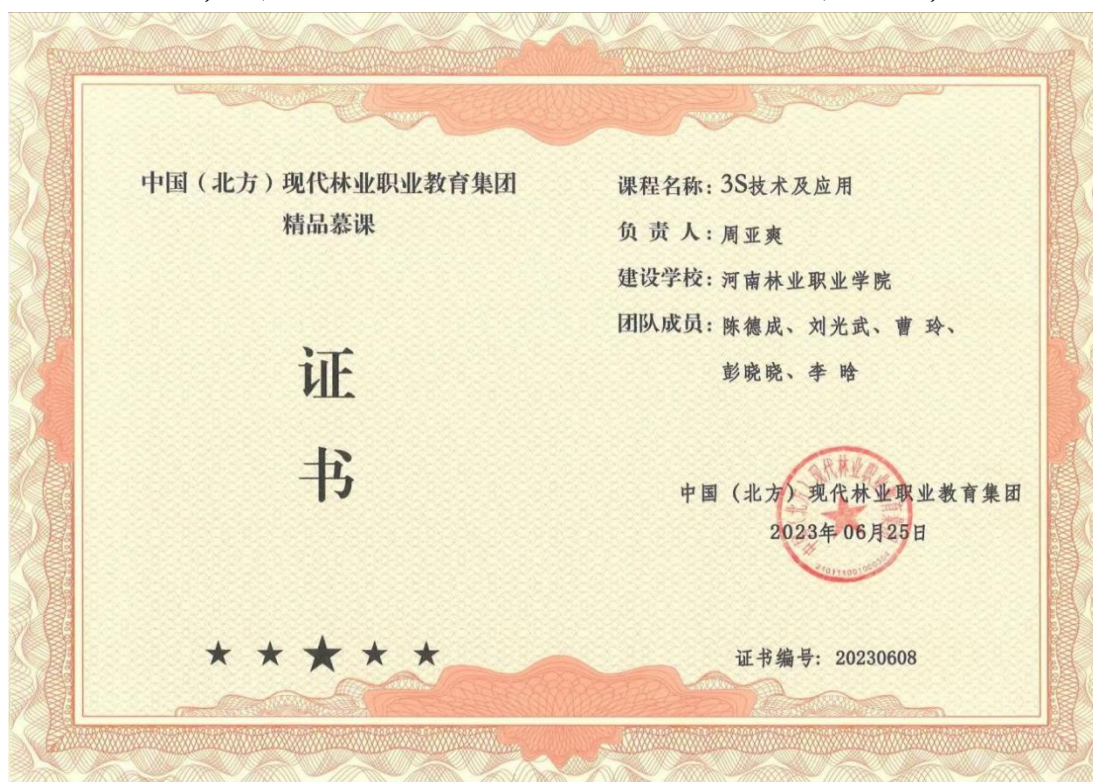 中国（北方）现代林业职业教育集团
精品慕课
证
书
课程名称：3S技术及应用
负 责 人：周亚爽
建设学校：河南林业职业学院
团队成员：陈德成、刘光武、曹 玲、
彭晓晓、李 晗
中国（北方）现代林业职业教育集团
2023年06月25日
证书编号：20230608